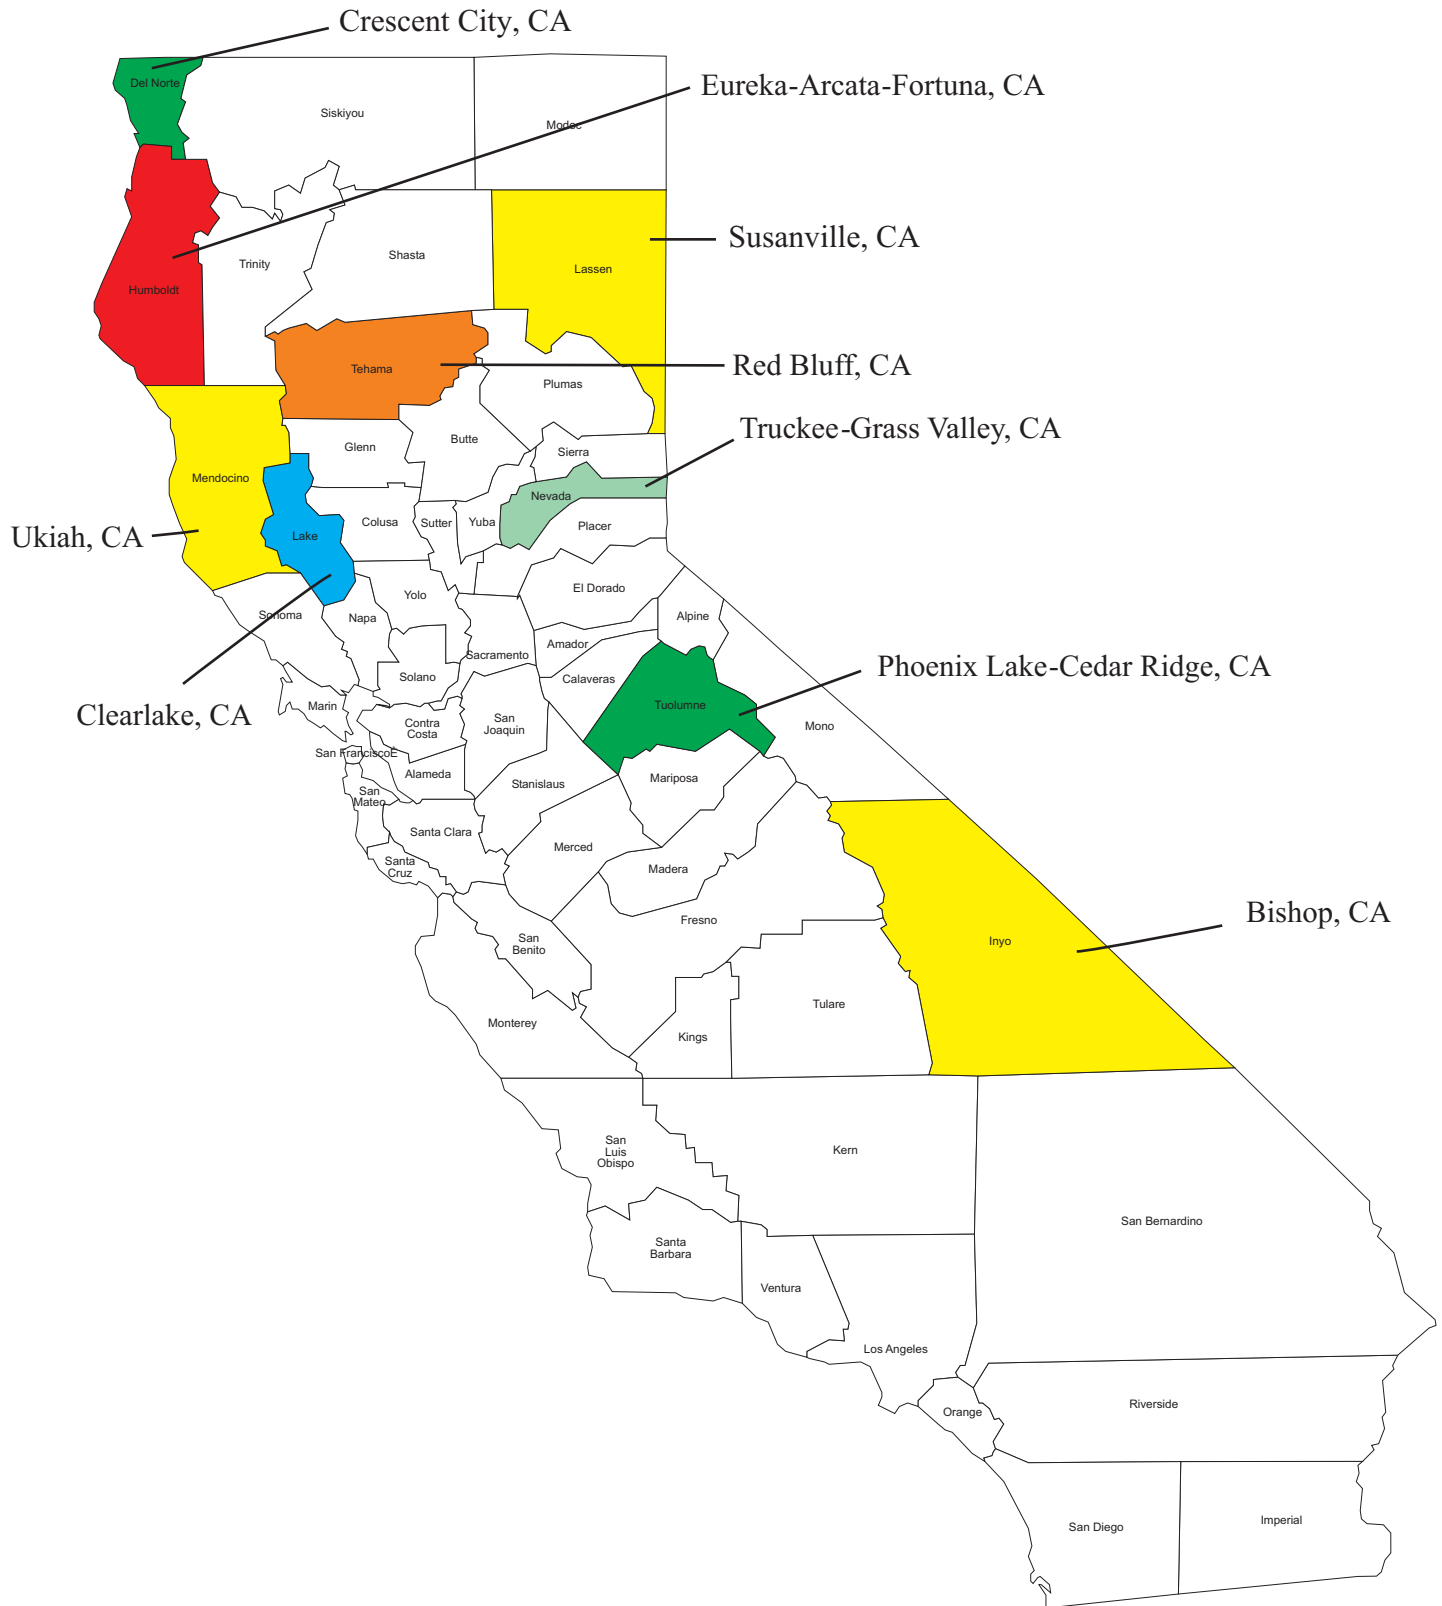 Crescent City, CA
Del Norte
Eureka-Arcata-Fortuna, CA
Siskiyou
Modoc
Susanville, CA
Shasta
Trinity
Lassen
Humboldt
Red Bluff, CA
Tehama
Plumas
Truckee-Grass Valley, CA
Butte
Glenn
Sierra
Mendocino
Nevada
Colusa
Sutter
Yuba
Placer
Ukiah, CA
Lake
El Dorado
Yolo
Sonoma
Napa
Alpine
Amador
Sacramento
Phoenix Lake-Cedar Ridge, CA
Solano
Calaveras
Clearlake, CA
Marin
Tuolumne
Contra
Costa
San
Joaquin
Mono
San FranciscoÉ
Alameda
Mariposa
Stanislaus
San
Mateo
Santa Clara
Merced
Santa
Cruz
Madera
Bishop, CA
Fresno
San
Benito
Inyo
Tulare
Monterey
Kings
San
Luis
Obispo
Kern
San Bernardino
Santa
Barbara
Ventura
Los Angeles
Riverside
Orange
San Diego
Imperial